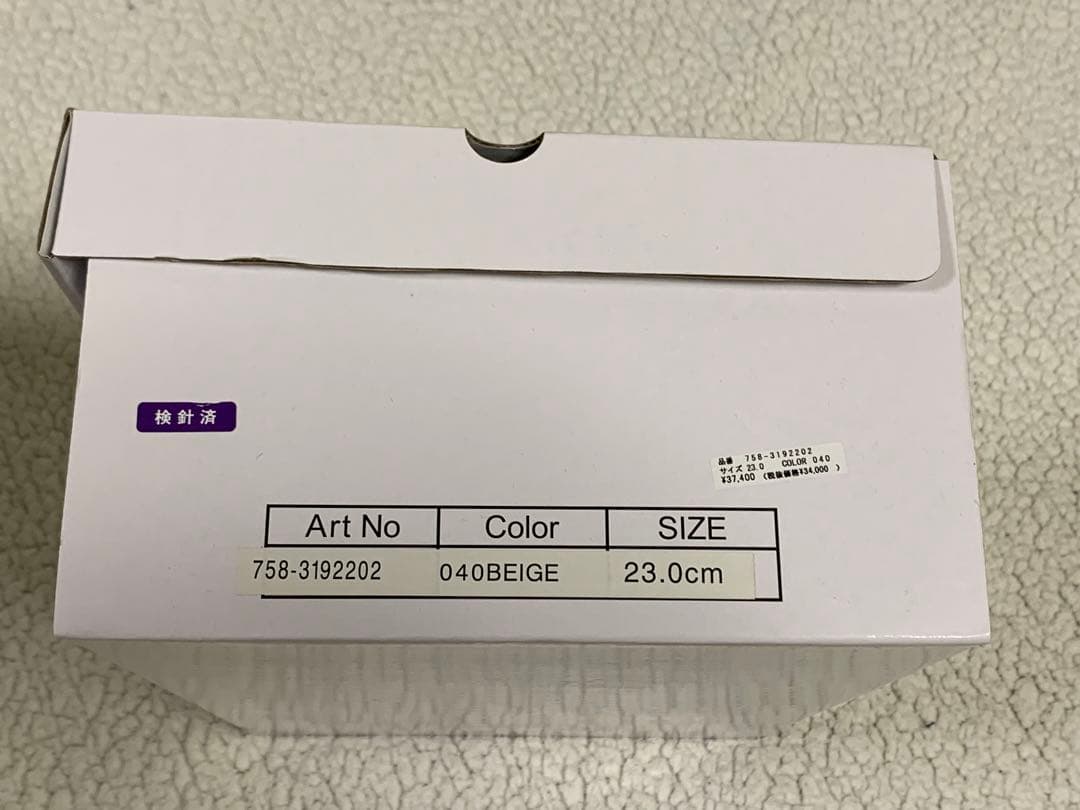 検針済
品番 758-3192202
サイズ 23.0 COLOR 040
¥37,400 (税抜価格¥34,000 )
Art No Color SIZE
758-3192202 040BEIGE 23.0cm